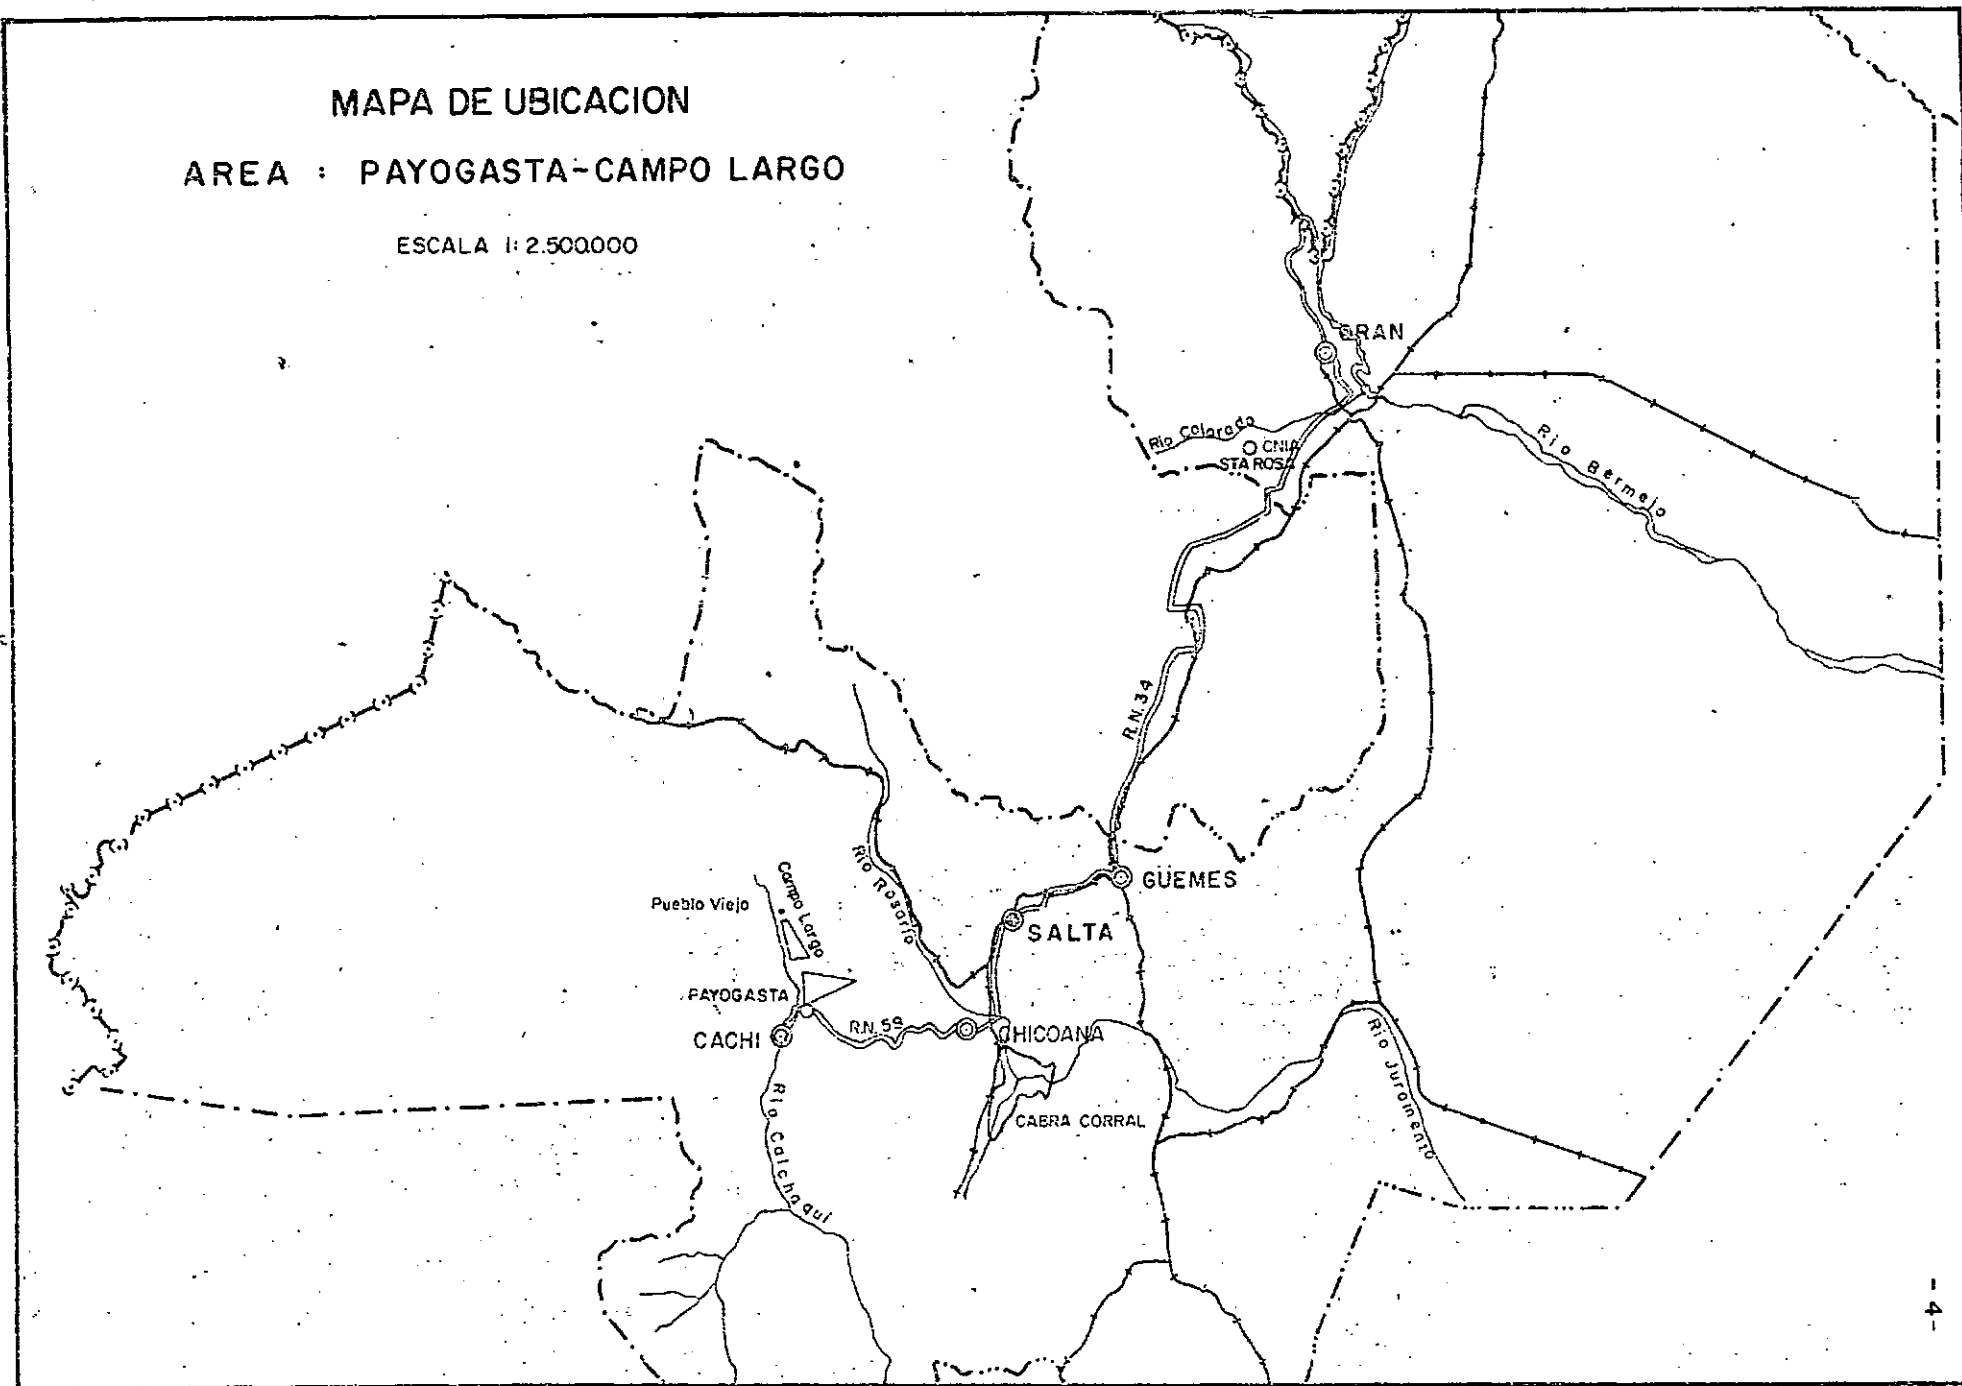 MAPA DE UBICACION
AREA : PAYOGASTA-CAMPO LARGO
ESCALA 1:2.500.000
ORAN
Rio Colorado
CNIA
STA ROSA
Rio Bermejo
R.N. 34
Rio Rosario
GÜEMES
Campo Largo
Pueblo Viejo
SALTA
PAYOGASTA
R.N. 59
CHICOANA
CACHI
Rio Juramento
Rio Calchaqui
CABRA CORRAL
-4-